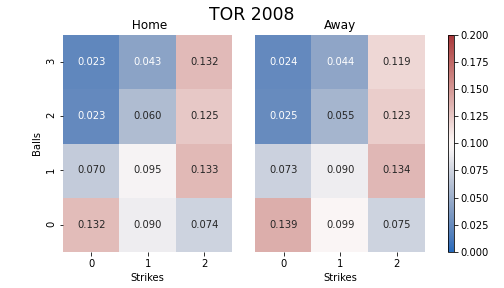 TOR 2008
Home Away
3 0.023 0.043 0.132 0.024 0.044 0.119
2 0.023 0.060 0.125 0.025 0.055 0.123
1 0.070 0.095 0.133 0.073 0.090 0.134
0 0.132 0.090 0.074 0.139 0.099 0.075
Balls
0 1 2 0 1 2
Strikes Strikes
0.200
0.175
0.150
0.125
0.100
0.075
0.050
0.025
0.000